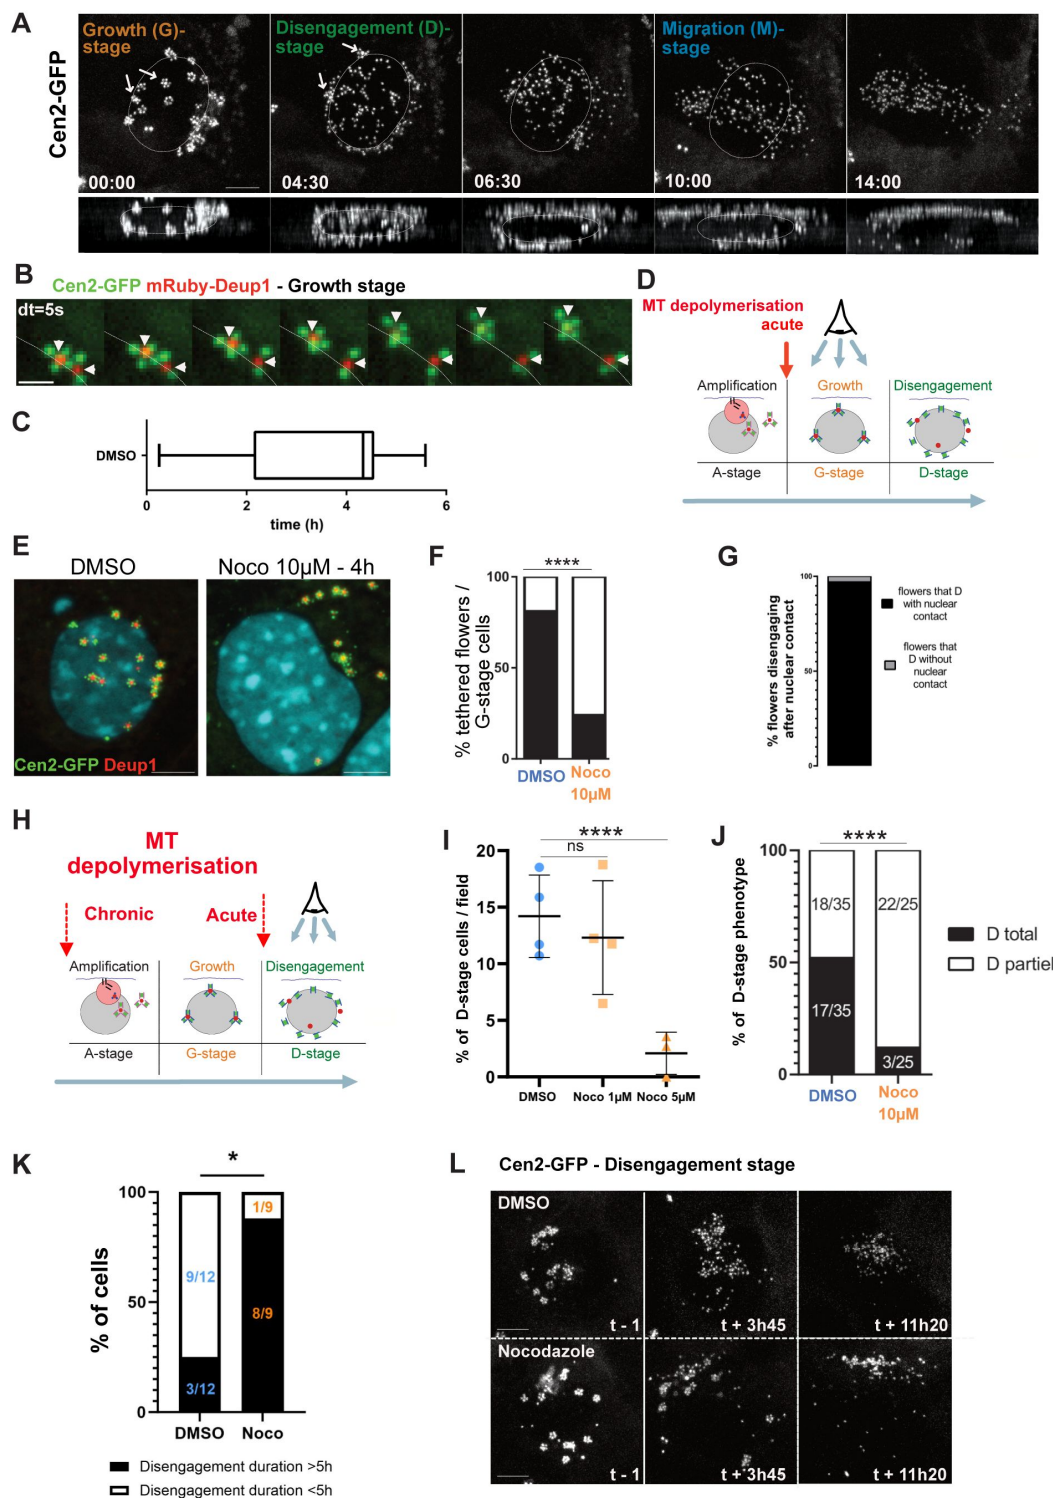 A
Cen2-GFP
Growth (G)-
stage
Disengagement (D)-
stage
Migration (M)-
stage
00:00
04:30
06:30
10:00
14:00
B
Cen2-GFP mRuby-Deup1 - Growth stage
dt=5s
C
DMSO
0
2
4
6
time (h)
D
MT depolymerisation
acute
Amplification
Growth
Disengagement
A-stage
G-stage
D-stage
E
DMSO
Noco 10µM - 4h
Cen2-GFP Deup1
F
****
% tethered flowers /
G-stage cells
100
50
0
DMSO
Noco
10µM
G
% flowers disengaging
after nuclear contact
100
50
0
flowers that D
with nuclear
contact
flowers that
D without
nuclear
contact
H
MT
depolymerisation
Chronic
Acute
Amplification
Growth
Disengagement
A-stage
G-stage
D-stage
I
****
ns
% of D-stage cells / field
20
15
10
5
0
DMSO
Noco 1µM
Noco 5µM
J
****
% of D-stage phenotype
100
50
0
18/35
22/25
17/35
3/25
DMSO
Noco
10µM
D total
D partiel
K
*
% of cells
100
50
0
9/12
1/9
3/12
8/9
DMSO
Noco
Disengagement duration >5h
Disengagement duration <5h
L
Cen2-GFP - Disengagement stage
DMSO
t - 1
t + 3h45
t + 11h20
Nocodazole
t - 1
t + 3h45
t + 11h20